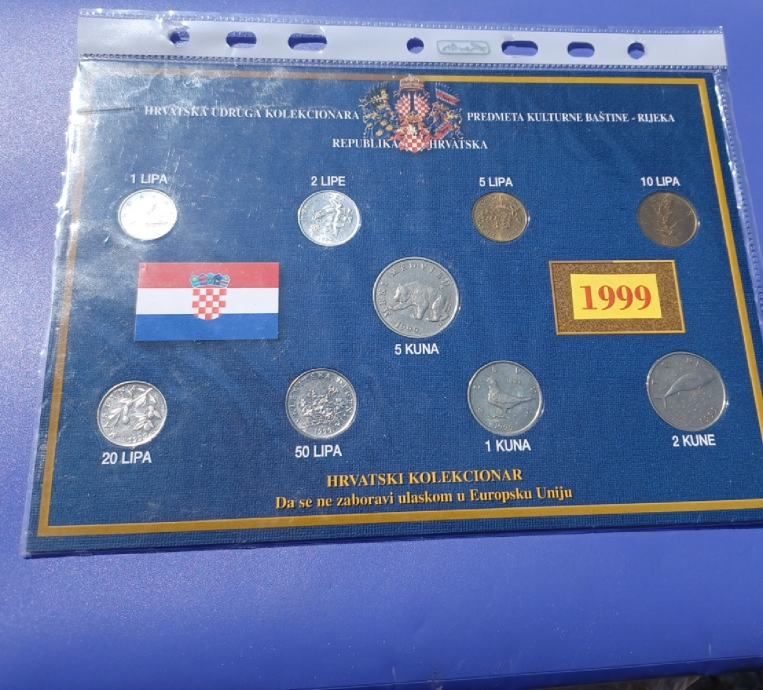 HRVATSKA UDRUGA KOLEKCIONARA PREDMETA KULTURNE BAŠTINE - RIJEKA
REPUBLIKA HRVATSKA
1 LIPA 2 LIPE 5 LIPA 10 LIPA
5 KUNA
1999
20 LIPA 50 LIPA 1 KUNA 2 KUNE
HRVATSKI KOLEKCIONAR
Da se ne zaboravi ulaskom u Europsku Uniju